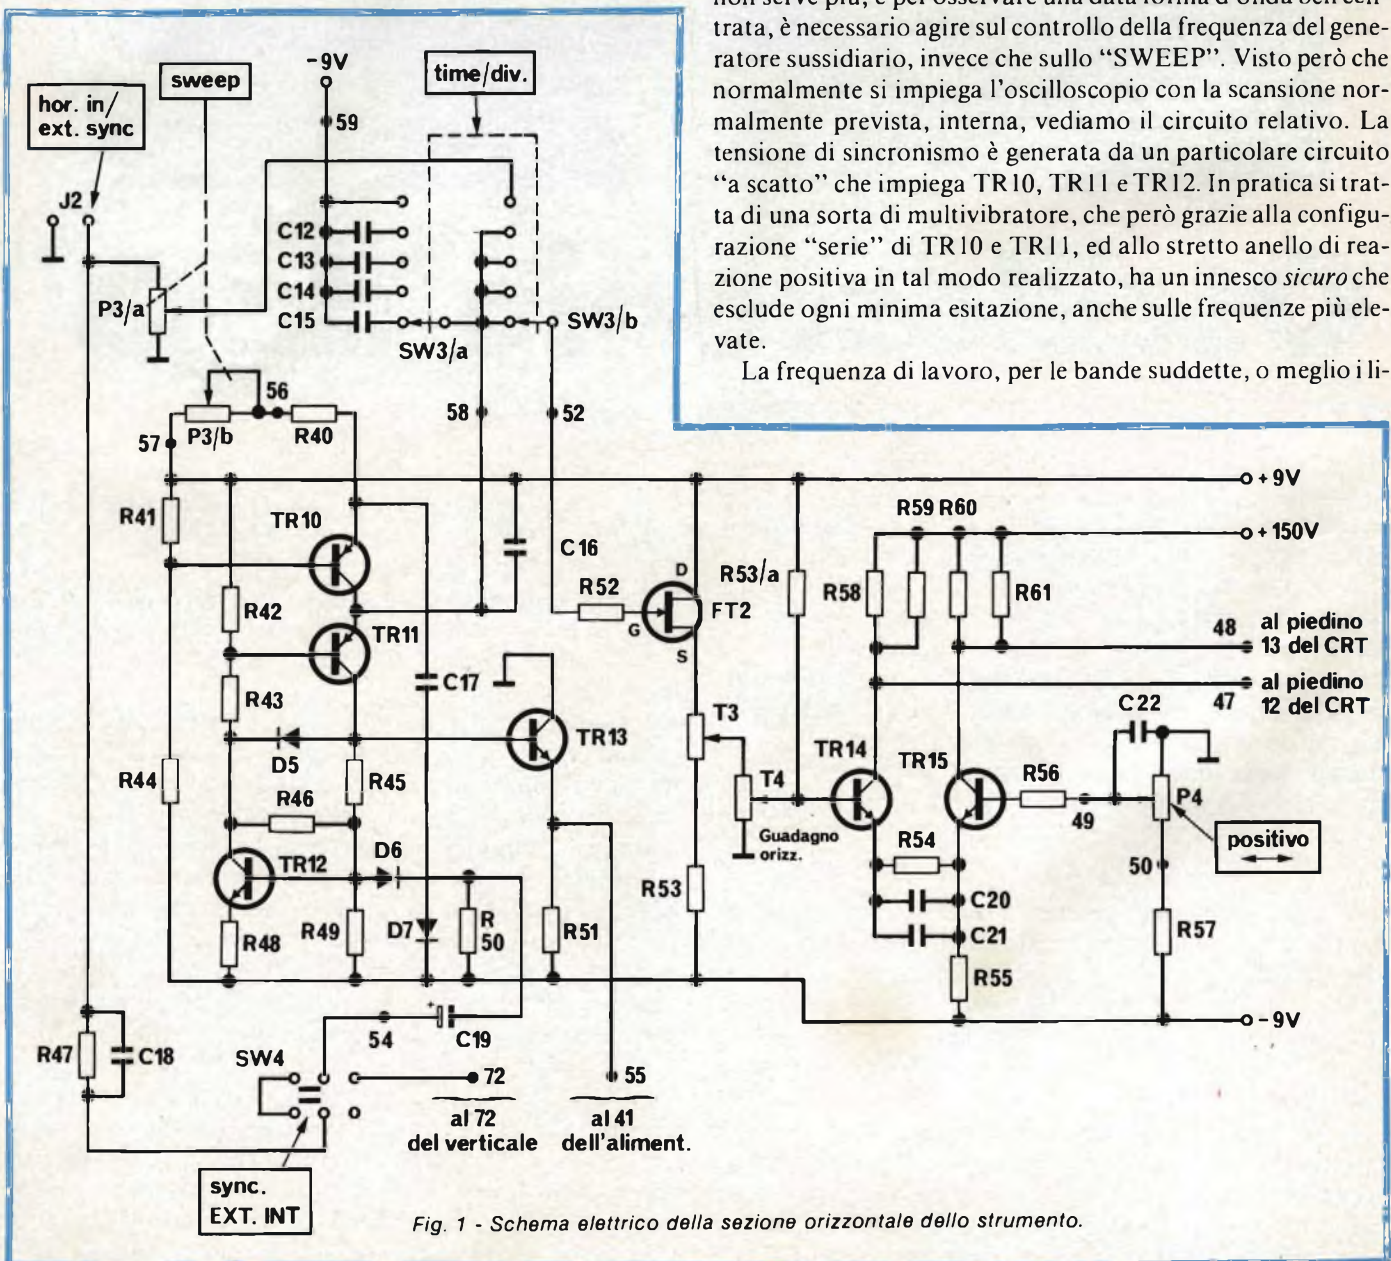 trata, è necessario agire sul controllo della frequenza del gene-
ratore sussidiario, invece che sullo “SWEEP”. Visto però che
normalmente si impiega l’oscilloscopio con la scansione nor-
malmente prevista, interna, vediamo il circuito relativo. La
tensione di sincronismo è generata da un particolare circuito
“a scatto” che impiega TR10, TR11 e TR12. In pratica si trat-
ta di una sorta di multivibratore, che però grazie alla configu-
razione “serie” di TR10 e TR11, ed allo stretto anello di rea-
zione positiva in tal modo realizzato, ha un innesco sicuro che
esclude ogni minima esitazione, anche sulle frequenze più ele-
vate.
La frequenza di lavoro, per le bande suddette, o meglio i li-
-9V
sweep
time/div.
hor. in/
ext. sync
59
J2
C12
C13
C14
C15
P3/a
SW3/a
SW3/b
56
58
52
57
P3/b
R40
+9V
R41
TR10
R59 R60
+150V
C16
D
R53/a
R52
R58
R61
R42
FT2
TR11
G
S
48
al piedino
13 del CRT
C17
R43
al piedino
47
12 del CRT
C22
T3
TR13
TR14
TR15
D5
R44
R45
T4
R56
P4
R46
49
Guadagno
orizz.
R54
positivo
D6
TR12
50
R53
C20
R48
R49
D7
R
50
R51
C21
R57
R55
-9V
54
C19
R47
C18
SW4
72
55
al 72
del verticale
al 41
dell'aliment.
sync.
EXT. INT
Fig. 1 - Schema elettrico della sezione orizzontale dello strumento.